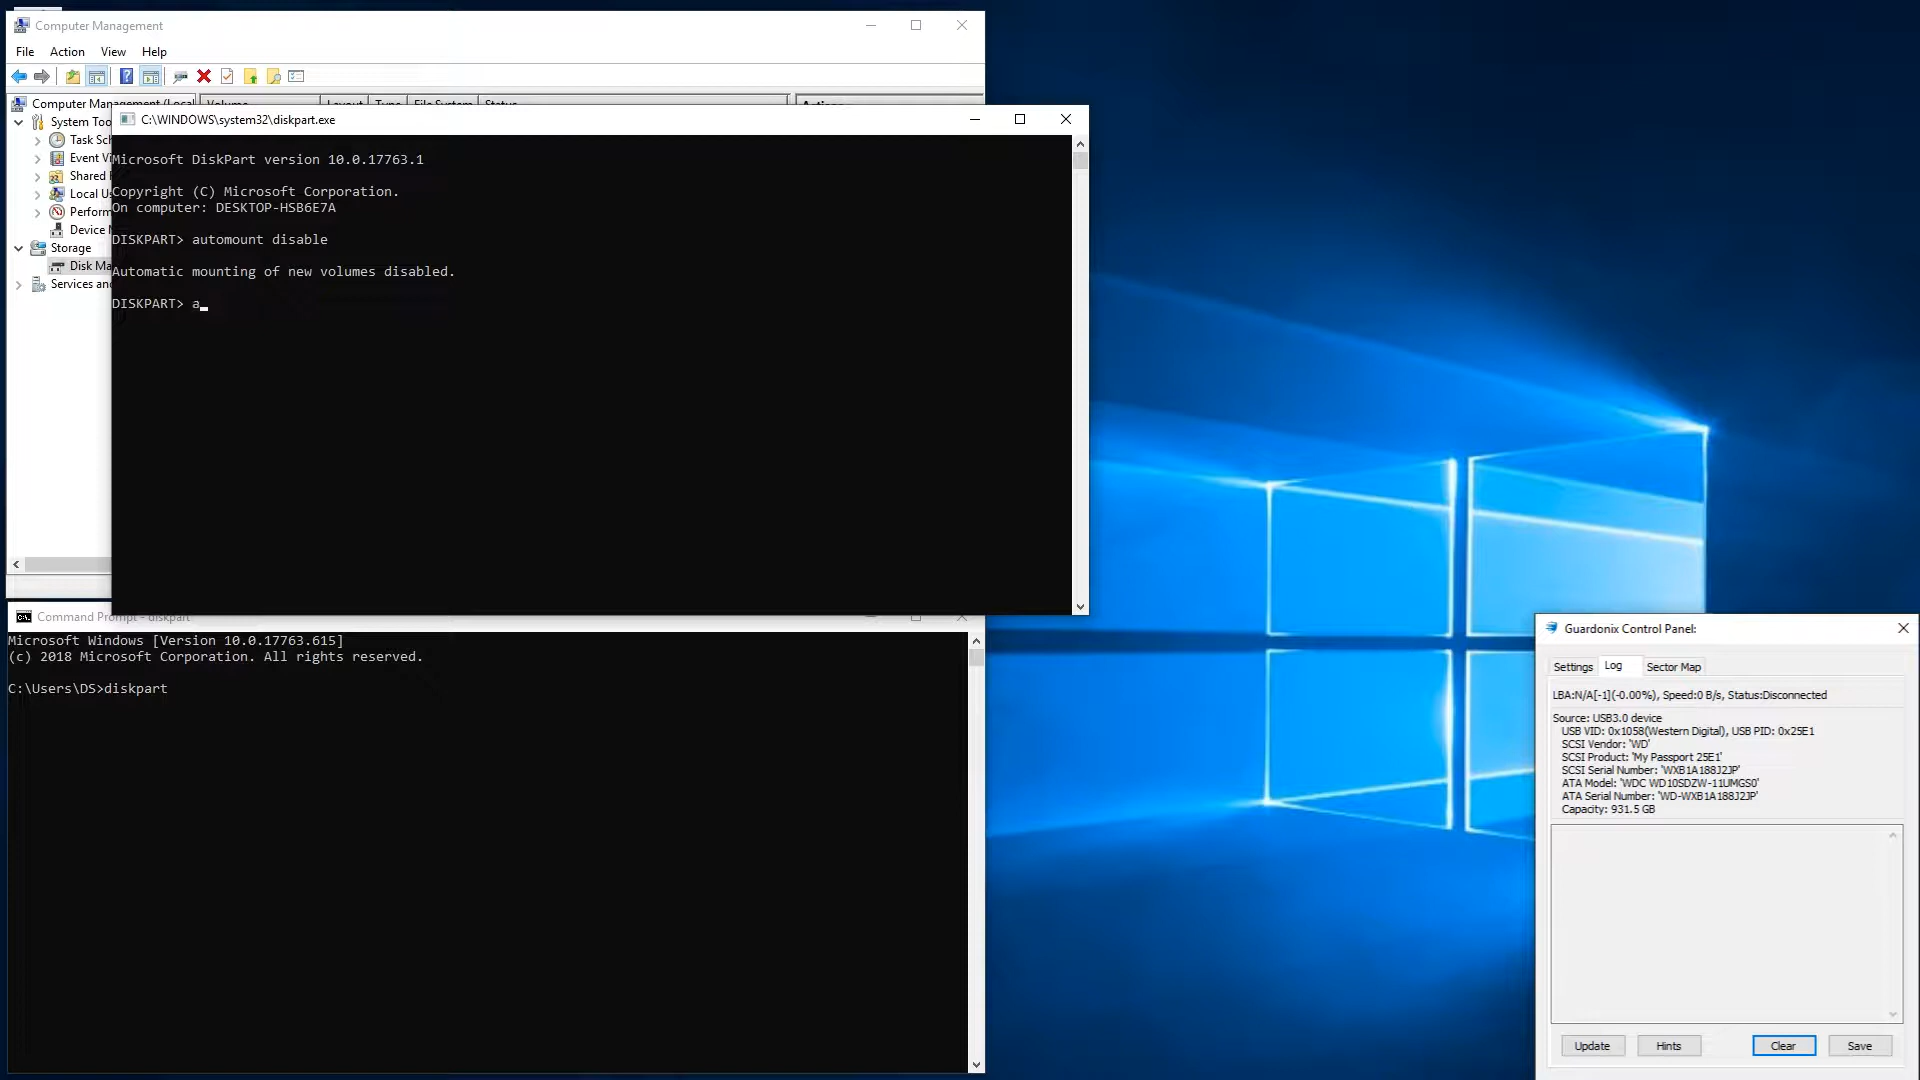 Computer Management
File Action View Help
Computer Management (Local
System Too
Task Sch
Event Vi
Shared
Local Us
Perform
Device
Storage
Disk Ma
Services and
C:\WINDOWS\system32\diskpart.exe
Microsoft DiskPart version 10.0.17763.1
Copyright (C) Microsoft Corporation.
On computer: DESKTOP-HSB6E7A
DISKPART> automount disable
Automatic mounting of new volumes disabled.
DISKPART> a_
Command Prompt - diskpart
Microsoft Windows [Version 10.0.17763.615]
(c) 2018 Microsoft Corporation. All rights reserved.
C:\Users\DS>diskpart
Guardonix Control Panel:
Settings Log Sector Map
LBA:N/A[-1](-0.00%), Speed:0 B/s, Status:Disconnected
Source: USB3.0 device
USB VID: 0x1058(Western Digital), USB PID: 0x25E1
SCSI Vendor: 'WD'
SCSI Product: 'My Passport 25E1'
SCSI Serial Number: 'WXB1A188J2JP'
ATA Model: 'WDC WD10SDZW-11UMGS0'
ATA Serial Number: 'WD-WXB1A188J2JP'
Capacity: 931.5 GB
Update Hints Clear Save